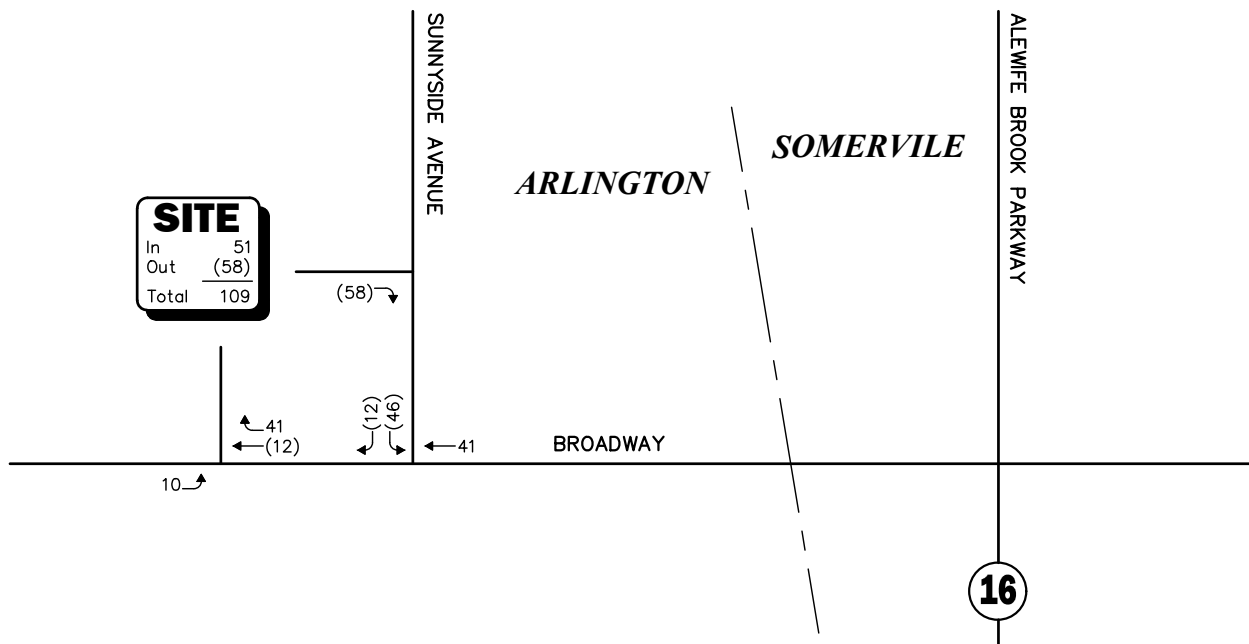 SUNNYSIDE AVENUE
ALEWIFE BROOK PARKWAY
SOMERVILE
ARLINGTON
SITE
In 51
Out (58)
Total 109
(58)
(12)
(46)
41
(12)
41
BROADWAY
10
16